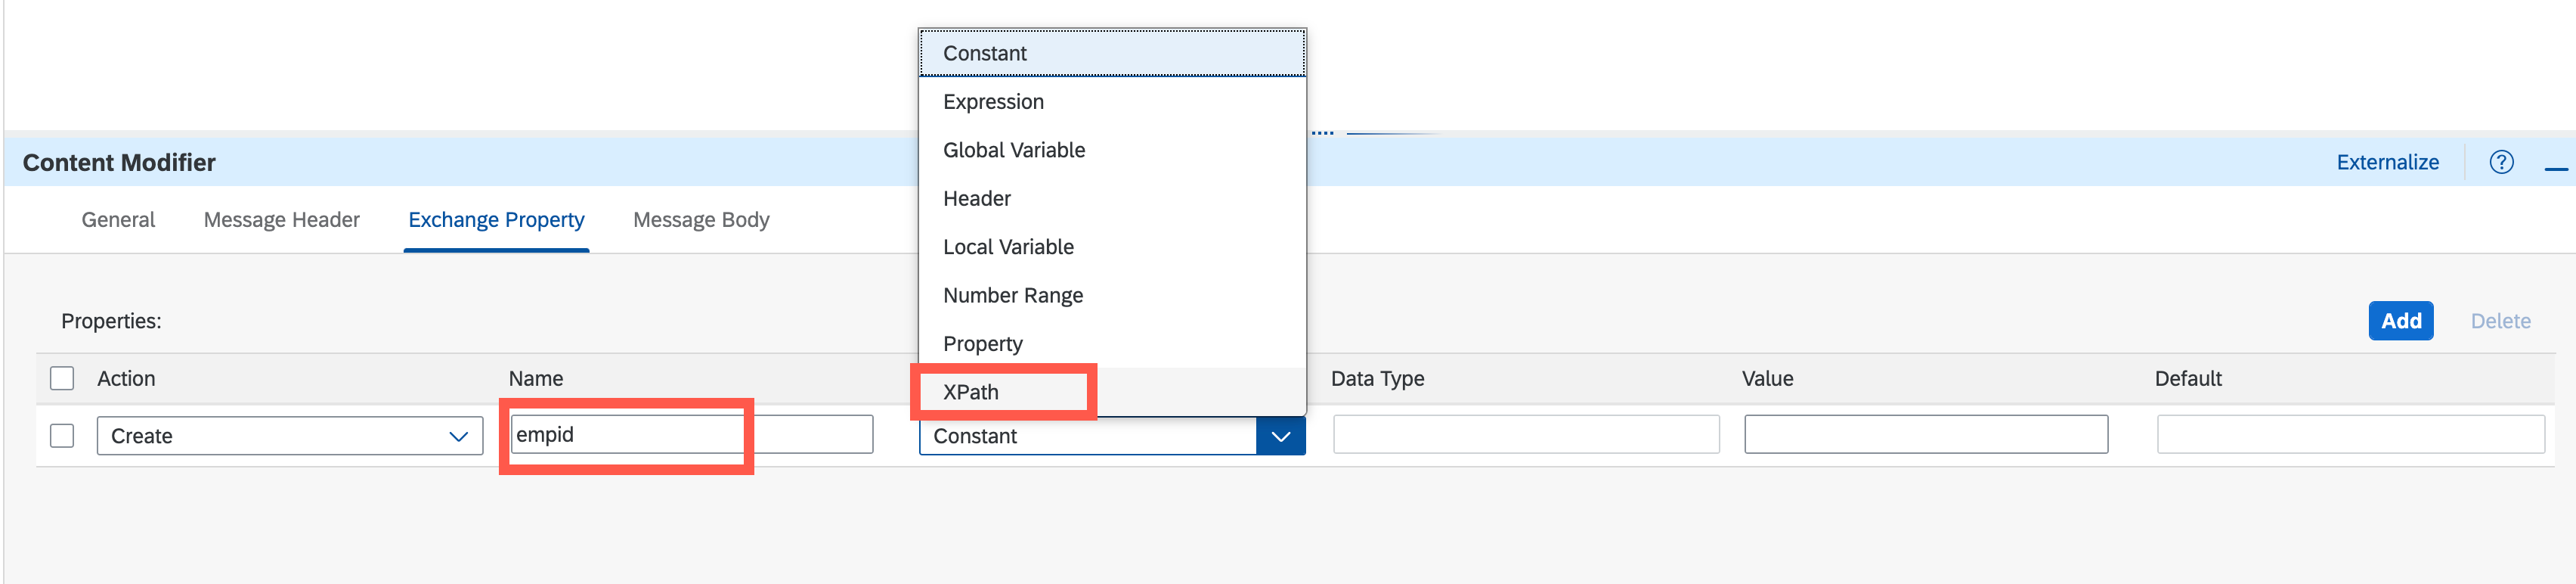 Constant
Expression
Global Variable
Header
Local Variable
Number Range
Property
XPath
Content Modifier
Externalize
?
General Message Header Exchange Property Message Body
Properties:
Add Delete
Action Name Data Type Value Default
Create empid Constant